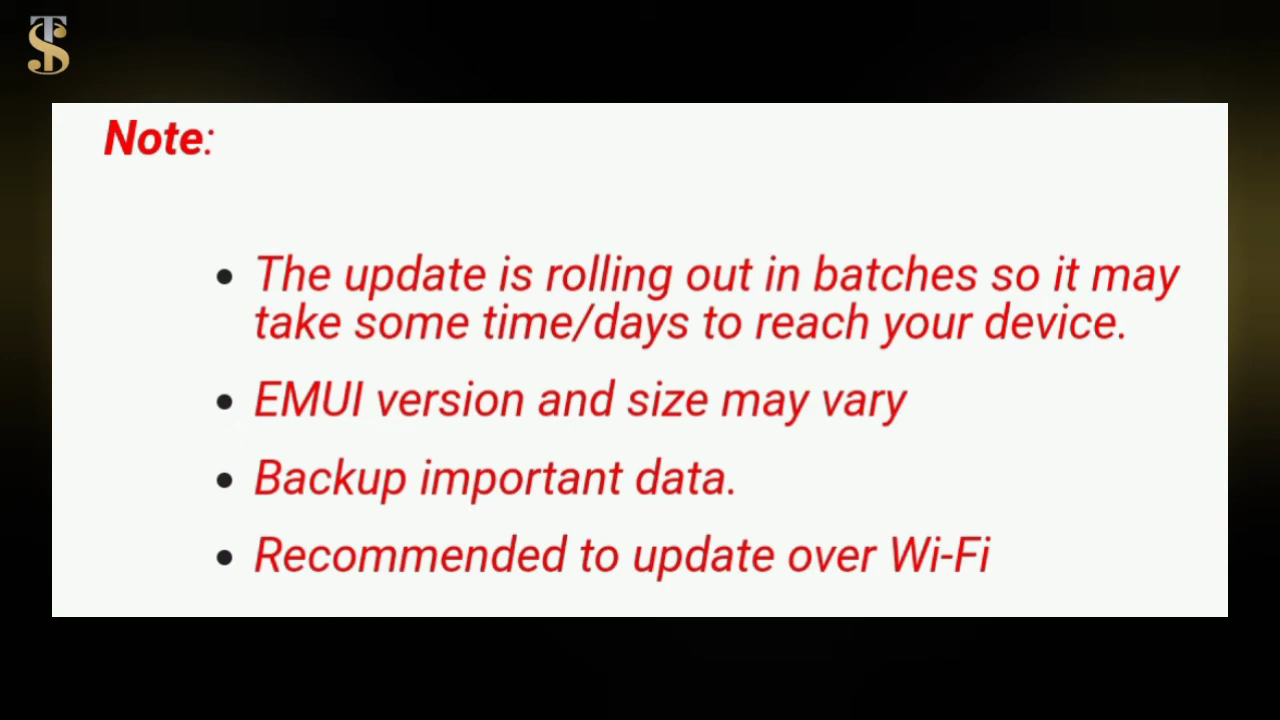 TS
Note:
The update is rolling out in batches so it may
take some time/days to reach your device.
EMUI version and size may vary
Backup important data.
Recommended to update over Wi-Fi